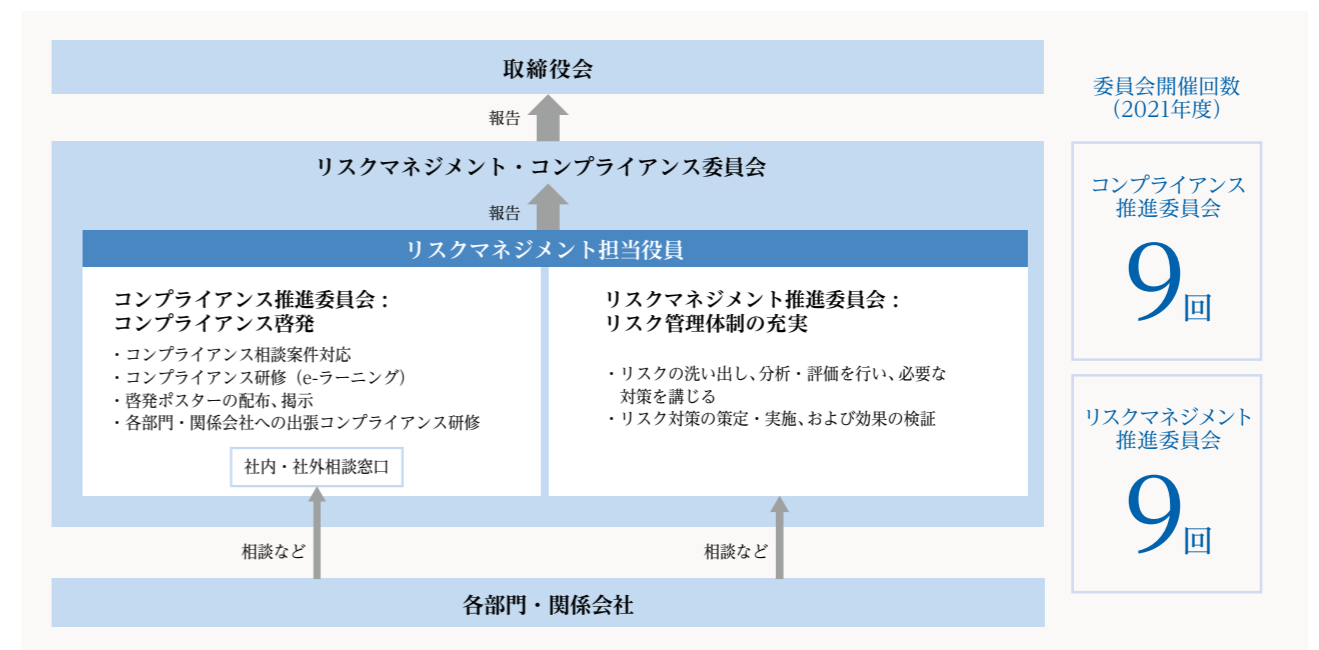 取締役会
報告
リスクマネジメント・コンプライアンス委員会
報告
リスクマネジメント担当役員
コンプライアンス推進委員会：
コンプライアンス啓発
・コンプライアンス相談案件対応
・コンプライアンス研修（e-ラーニング）
・啓発ポスターの配布、掲示
・各部門・関係会社への出張コンプライアンス研修
社内・社外相談窓口
リスクマネジメント推進委員会：
リスク管理体制の充実
・リスクの洗い出し、分析・評価を行い、必要な
対策を講じる
・リスク対策の策定・実施、および効果の検証
相談など
相談など
各部門・関係会社
委員会開催回数
（2021年度）
コンプライアンス
推進委員会
9回
リスクマネジメント
推進委員会
9回